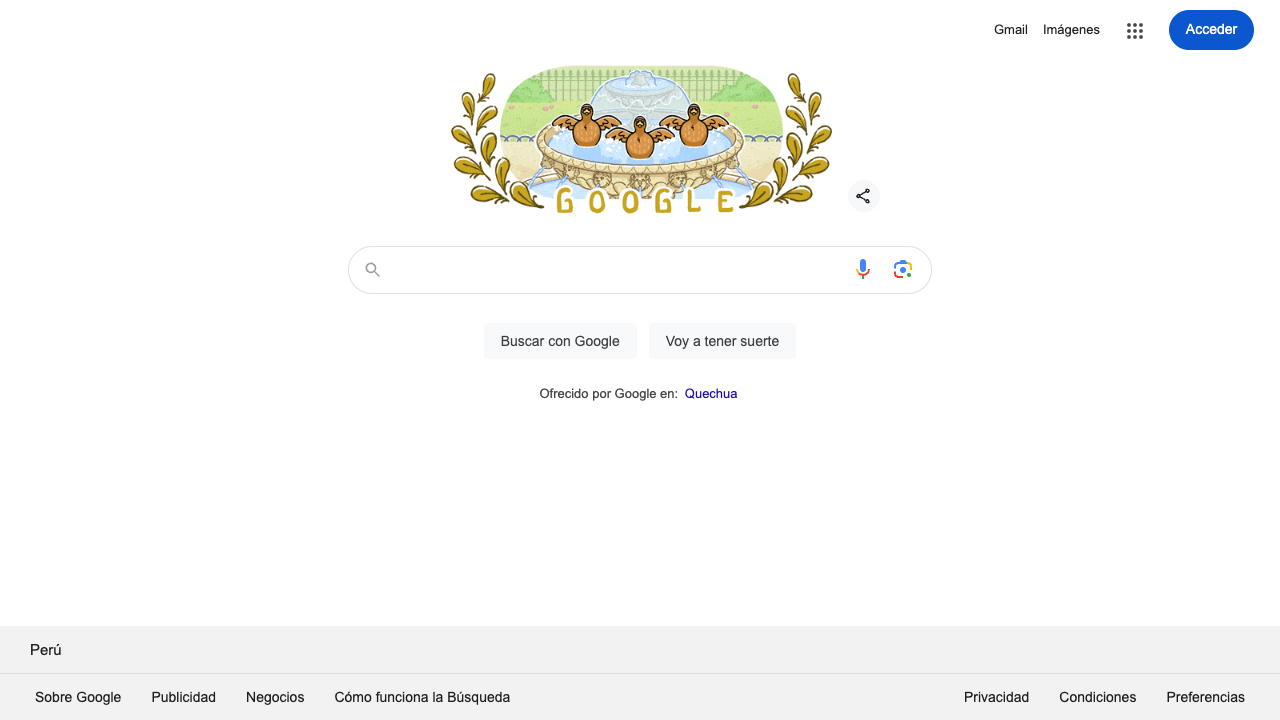 Gmail Imágenes Acceder
GOOGLE
Buscar con Google Voy a tener suerte
Ofrecido por Google en: Quechua
Perú
Sobre Google Publicidad Negocios Cómo funciona la Búsqueda Privacidad Condiciones Preferencias